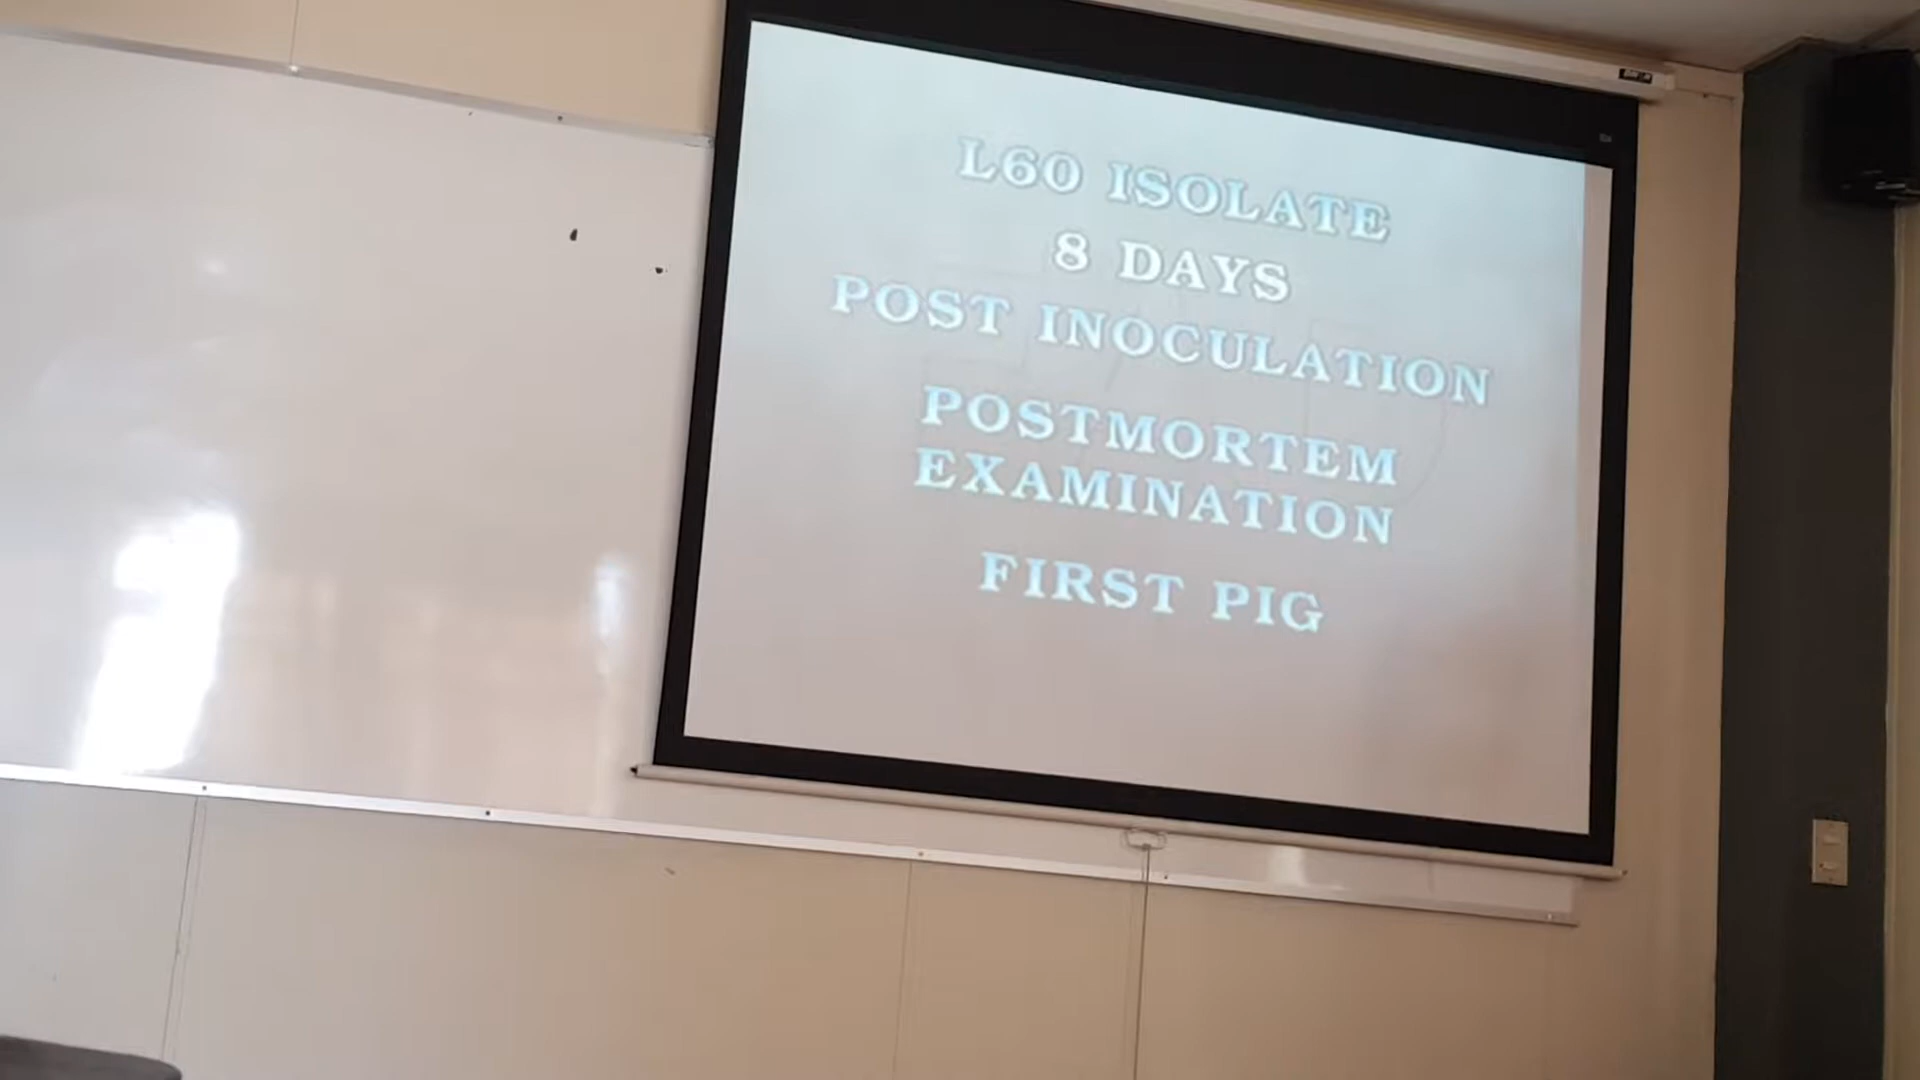 L60 ISOLATE
8 DAYS
POST INOCULATION
POSTMORTEM
EXAMINATION
FIRST PIG